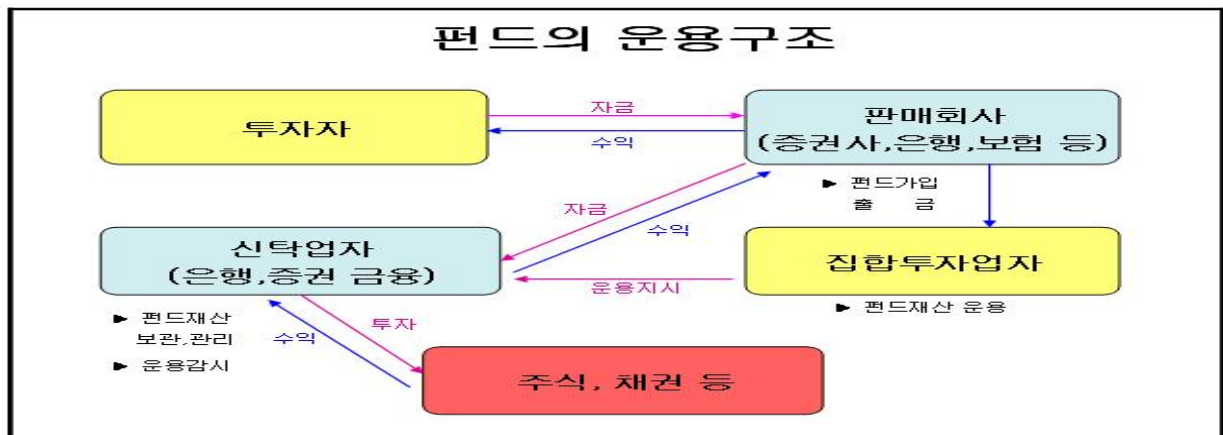 펀드의 운용구조
투자자
자금
수익
판매회사
(증권사,은행,보험 등)
► 펀드가입
출 금
자금
수익
신탁업자
(은행,증권 금융)
집합투자업자
운용지시
► 펀드재산 운용
► 펀드재산
보관,관리
► 운용감시
투자
수익
주식, 채권 등